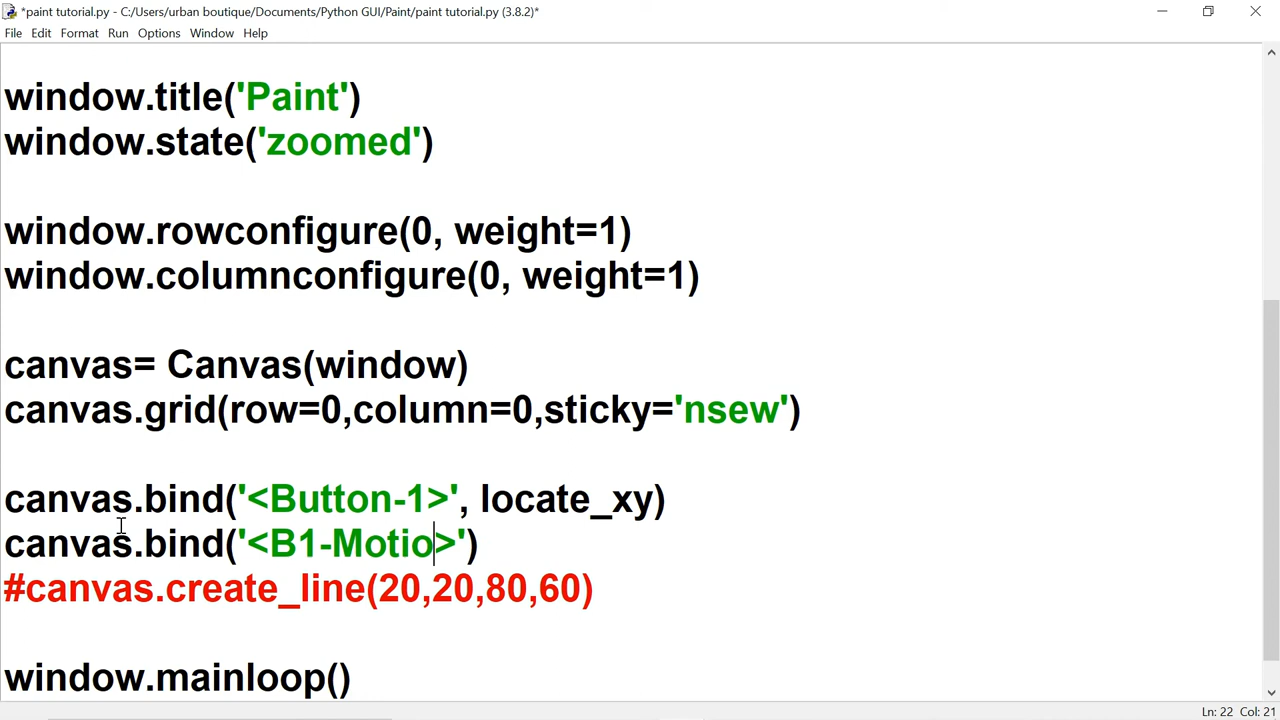 *paint tutorial.py - C:/Users/urban boutique/Documents/Python GUI/Paint/paint tutorial.py (3.8.2)*
File Edit Format Run Options Window Help
window.title('Paint')
window.state('zoomed')
window.rowconfigure(0, weight=1)
window.columnconfigure(0, weight=1)
canvas= Canvas(window)
canvas.grid(row=0,column=0,sticky='nsew')
canvas.bind('<Button-1>', locate_xy)
canvas.bind('<B1-Motio>')
#canvas.create_line(20,20,80,60)
window.mainloop()
Ln: 22 Col: 21